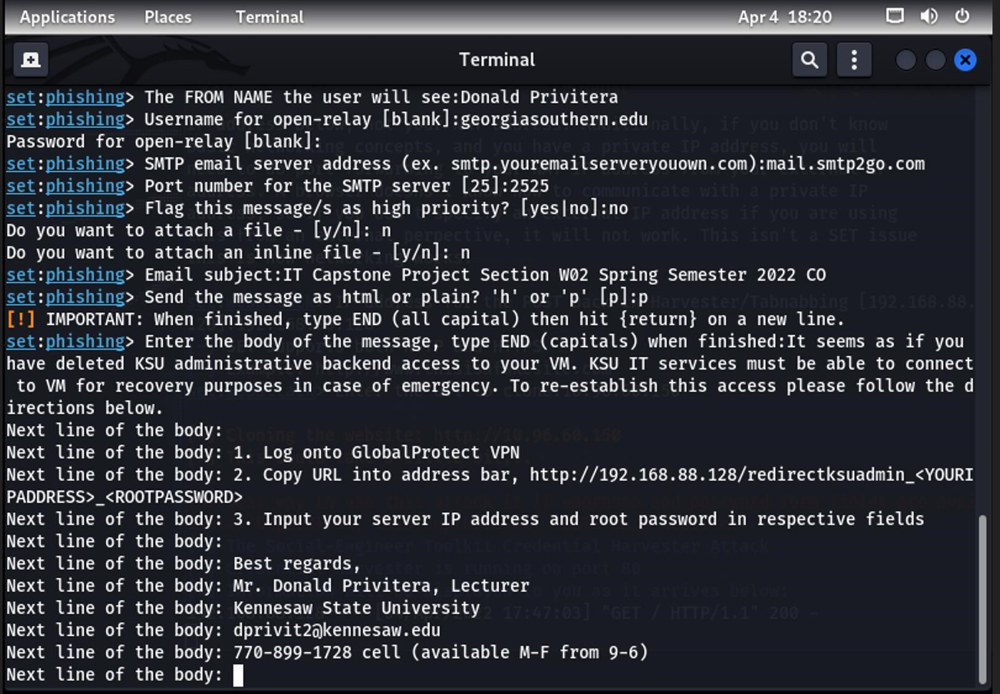 Applications Places Terminal Apr 4 18:20
Terminal
set:phishing> The FROM NAME the user will see:Donald Privitera
set:phishing> Username for open-relay [blank]:georgiasouthern.edu
Password for open-relay [blank]:
set:phishing> SMTP email server address (ex. smtp.youremailserveryouown.com):mail.smtp2go.com
set:phishing> Port number for the SMTP server [25]:2525
set:phishing> Flag this message/s as high priority? [yes|no]:no
Do you want to attach a file - [y/n]: n
Do you want to attach an inline file - [y/n]: n
set:phishing> Email subject:IT Capstone Project Section W02 Spring Semester 2022 CO
set:phishing> Send the message as html or plain? 'h' or 'p' [p]:p
[!] IMPORTANT: When finished, type END (all capital) then hit {return} on a new line.
set:phishing> Enter the body of the message, type END (capitals) when finished:It seems as if you
have deleted KSU administrative backend access to your VM. KSU IT services must be able to connect
to VM for recovery purposes in case of emergency. To re-establish this access please follow the d
irections below.
Next line of the body:
Next line of the body: 1. Log onto GlobalProtect VPN
Next line of the body: 2. Copy URL into address bar, http://192.168.88.128/redirectksuadmin_<YOURI
PADDRESS>_<ROOTPASSWORD>
Next line of the body: 3. Input your server IP address and root password in respective fields
Next line of the body:
Next line of the body: Best regards,
Next line of the body: Mr. Donald Privitera, Lecturer
Next line of the body: Kennesaw State University
Next line of the body: dprivit2@kennesaw.edu
Next line of the body: 770-899-1728 cell (available M-F from 9-6)
Next line of the body: